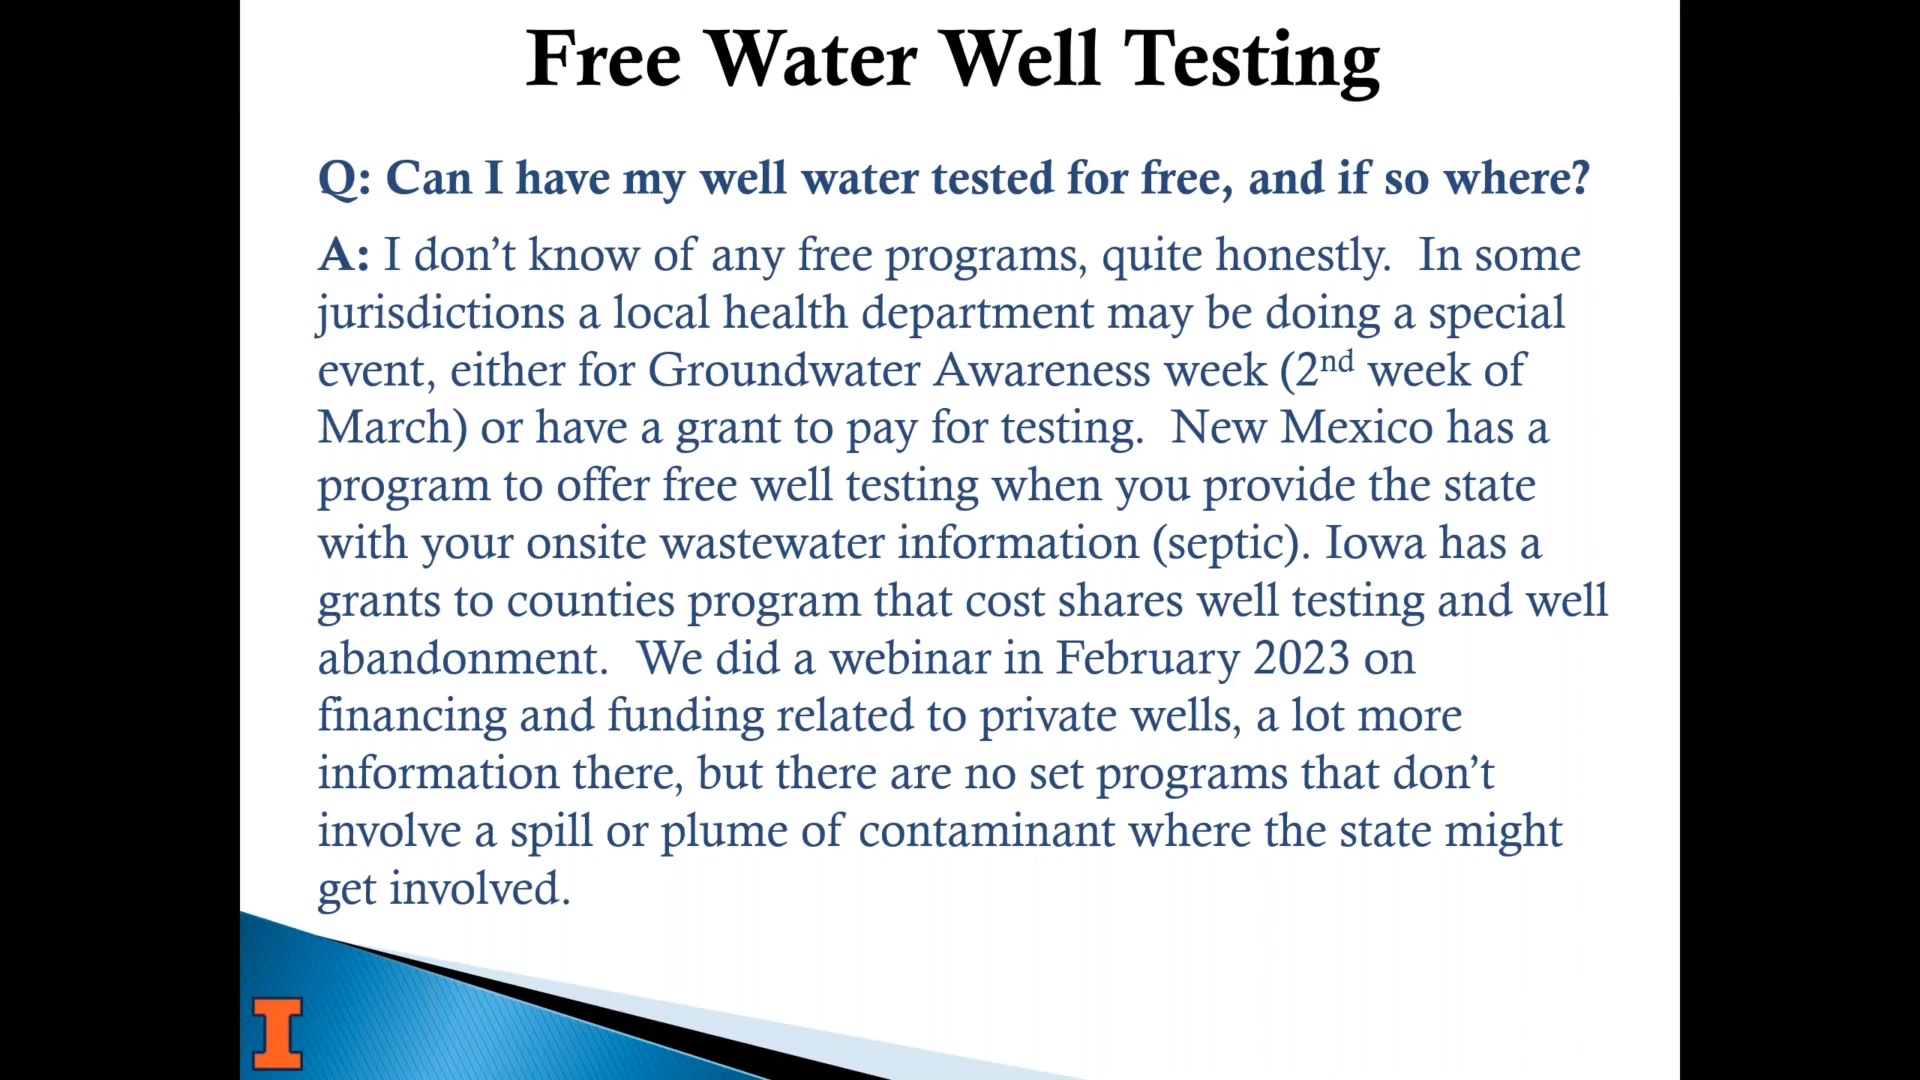 Free Water Well Testing
Q: Can I have my well water tested for free, and if so where?
A: I don’t know of any free programs, quite honestly.  In some
jurisdictions a local health department may be doing a special
event, either for Groundwater Awareness week (2nd week of
March) or have a grant to pay for testing.  New Mexico has a
program to offer free well testing when you provide the state
with your onsite wastewater information (septic). Iowa has a
grants to counties program that cost shares well testing and well
abandonment.  We did a webinar in February 2023 on
financing and funding related to private wells, a lot more
information there, but there are no set programs that don’t
involve a spill or plume of contaminant where the state might
get involved.
I